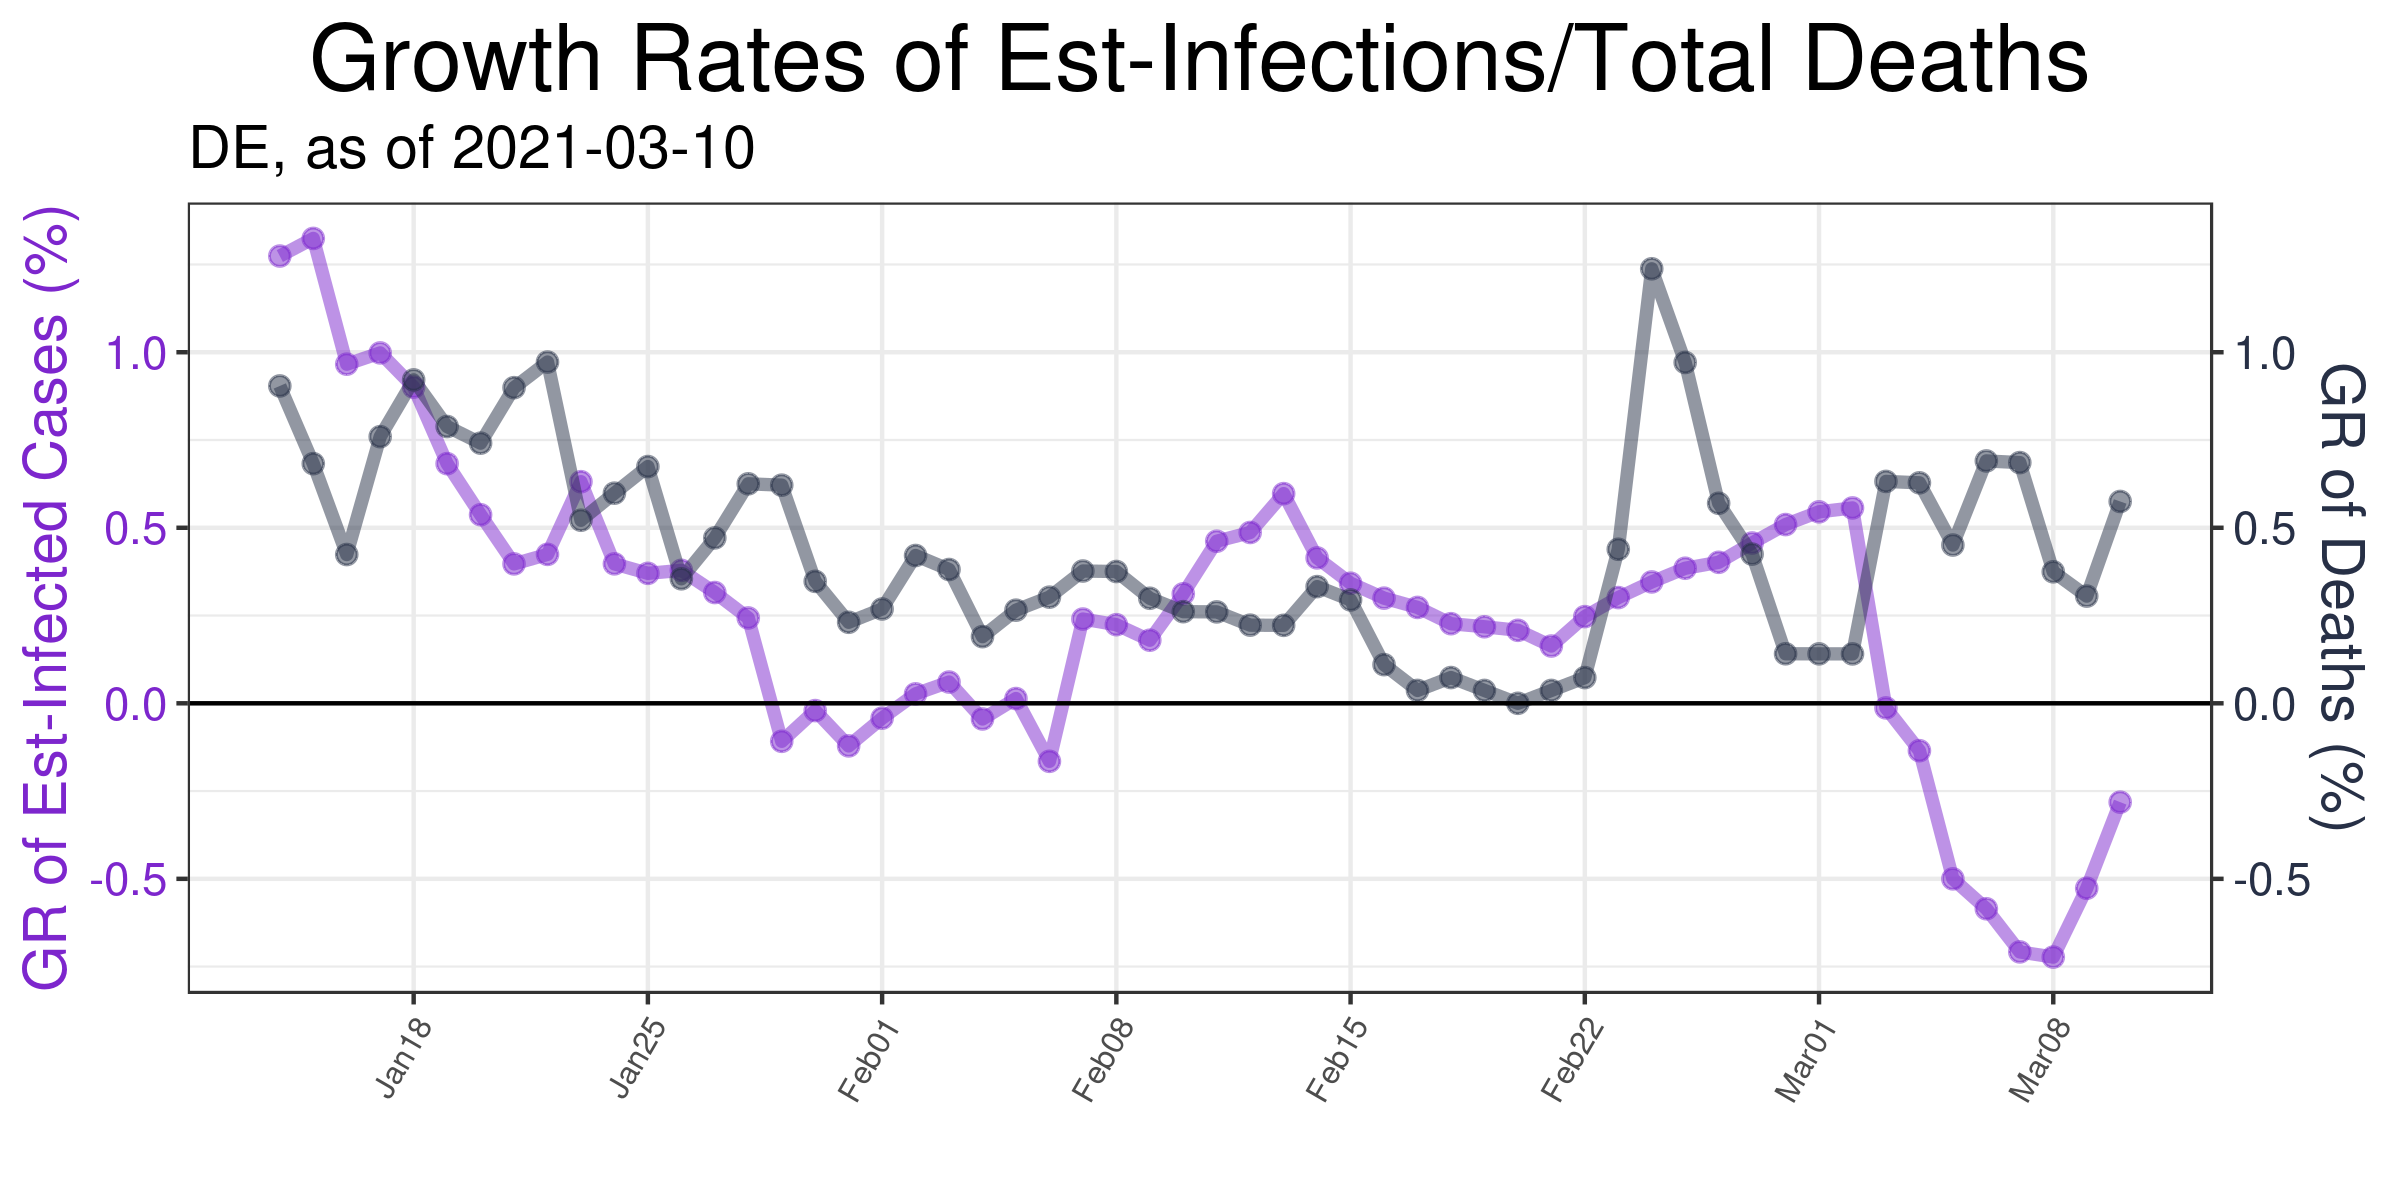 Growth Rates of Est-Infections/Total Deaths
DE, as of 2021-03-10
GR of Est-Infected Cases (%)
1.0
0.5
0.0
-0.5
1.0
0.5
0.0
-0.5
GR of Deaths (%)
Jan18
Jan25
Feb01
Feb08
Feb15
Feb22
Mar01
Mar08